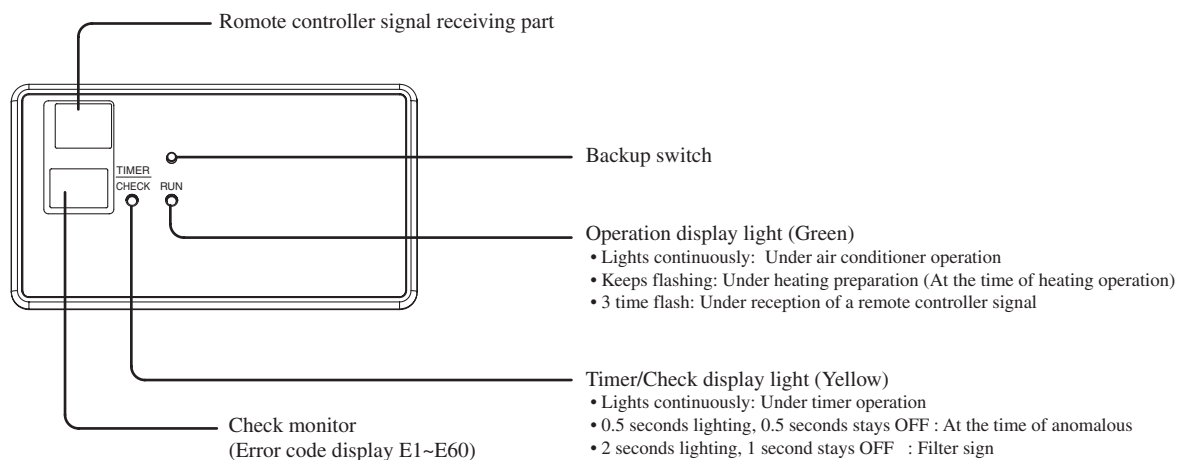 Romote controller signal receiving part
Backup switch
TIMER
CHECK RUN
Operation display light (Green)
• Lights continuously: Under air conditioner operation
• Keeps flashing: Under heating preparation (At the time of heating operation)
• 3 time flash: Under reception of a remote controller signal
Timer/Check display light (Yellow)
• Lights continuously: Under timer operation
• 0.5 seconds lighting, 0.5 seconds stays OFF : At the time of anomalous
• 2 seconds lighting, 1 second stays OFF : Filter sign
Check monitor
(Error code display E1~E60)